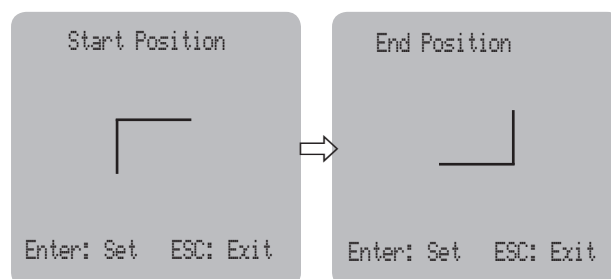 Start Position
Enter: Set ESC: Exit
End Position
Enter: Set ESC: Exit